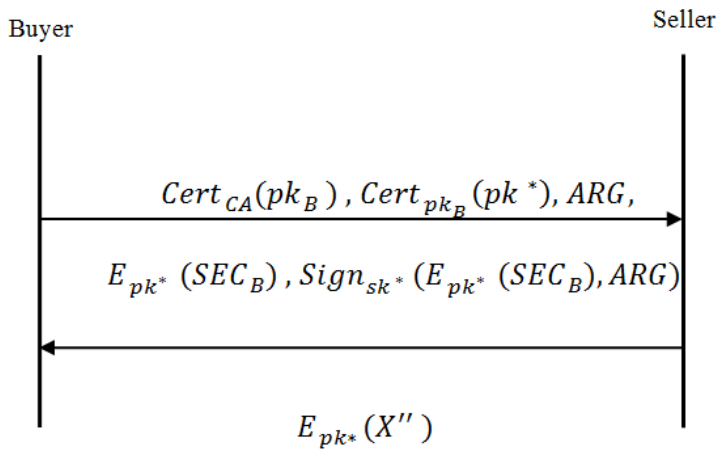 Buyer
Seller
Cert_CA(pk_B) , Cert_pk_B(pk *), ARG,
E_pk*(SEC_B) , Sign_sk*(E_pk*(SEC_B), ARG)
E_pk*(X′′)